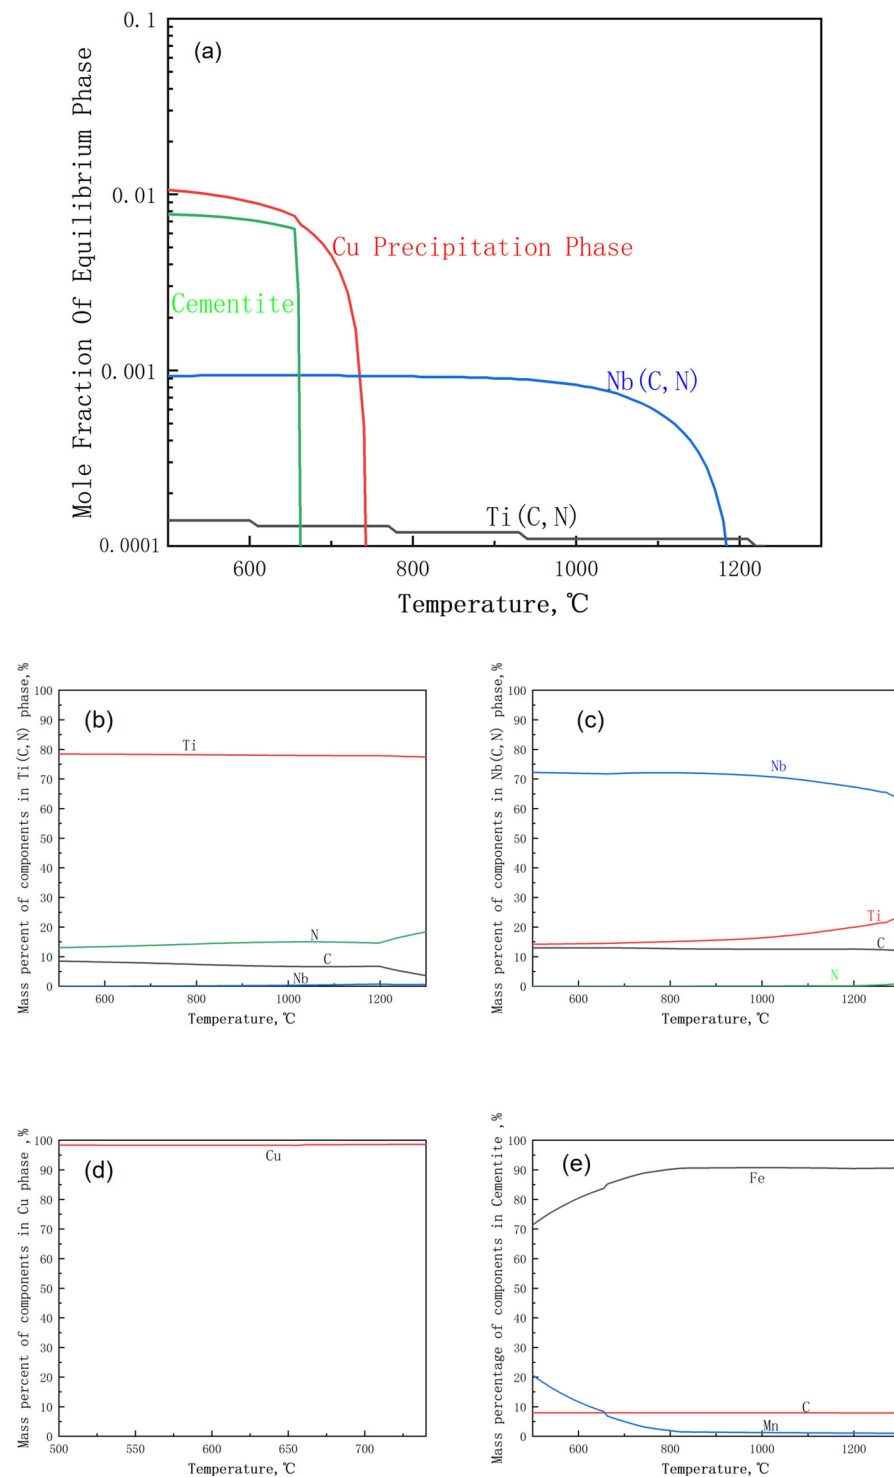 (a)
Mole Fraction Of Equilibrium Phase
0.1
0.01
0.001
0.0001
Cu Precipitation Phase
Cementite
Nb(C,N)
Ti(C,N)
600 800 1000 1200
Temperature,℃
(b)
Mass percent of components in Ti(C,N) phase,%
100
90
80
70
60
50
40
30
20
10
0
Ti
N
C
Nb
600 800 1000 1200
Temperature,℃
(c)
Mass percent of components in Nb(C,N) phase,%
100
90
80
70
60
50
40
30
20
10
0
Nb
Ti
C
N
600 800 1000 1200
Temperature,℃
(d)
Mass percent of components in Cu phase ,%
100
90
80
70
60
50
40
30
20
10
0
Cu
500 550 600 650 700
Temperature,℃
(e)
Mass percentage of components in Cementite ,%
100
90
80
70
60
50
40
30
20
10
0
Fe
C
Mn
600 800 1000 1200
Temperature,℃